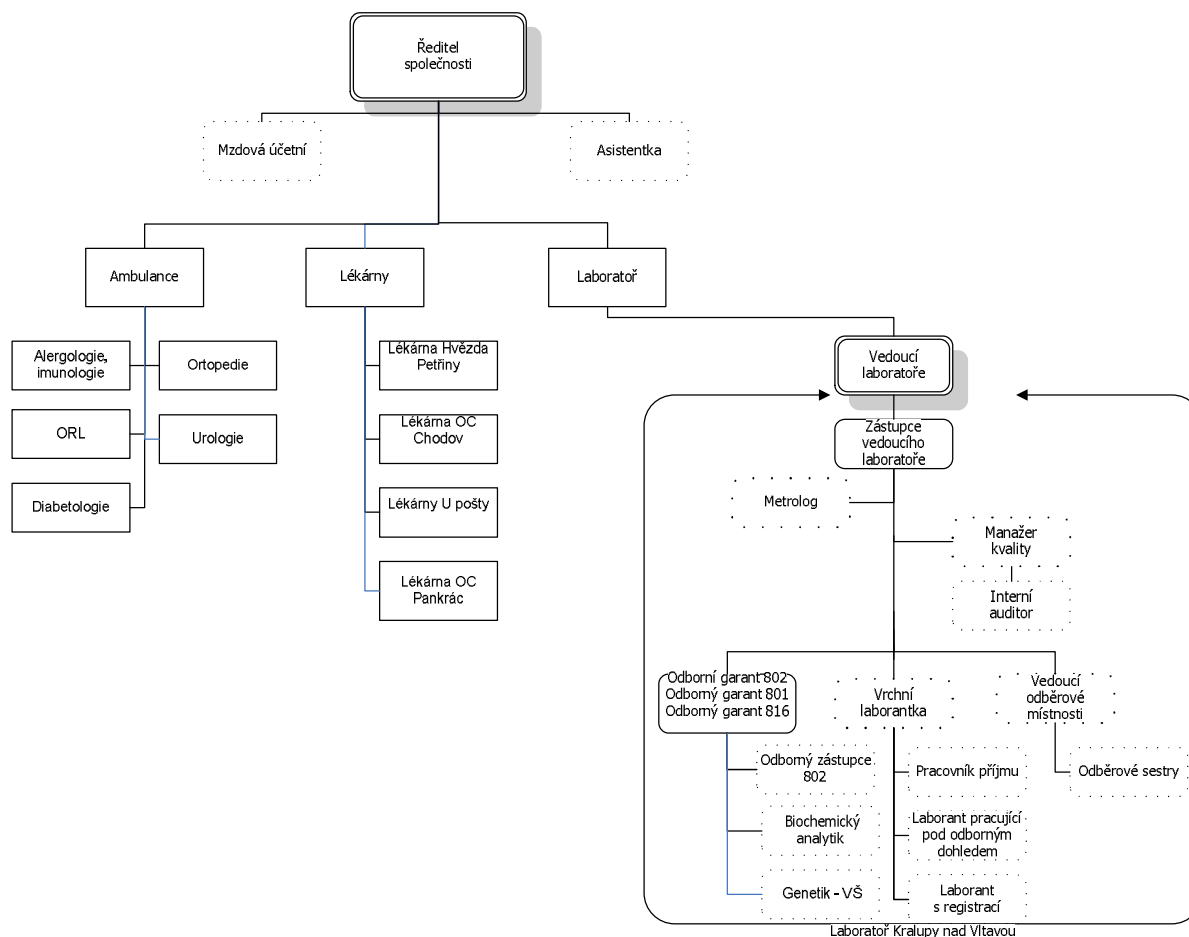 Ředitel
společnosti
Mzdová účetní
Asistentka
Ambulance
Lékárny
Laboratoř
Alergologie,
imunologie
Ortopedie
ORL
Urologie
Diabetologie
Lékárna Hvězda
Petřiny
Lékárna OC
Chodov
Lékárny U pošty
Lékárna OC
Pankrác
Vedoucí
laboratoře
Zástupce
vedoucího
laboratoře
Metrolog
Manažer
kvality
Interní
auditor
Odborní garant 802
Odborný garant 801
Odborný garant 816
Vrchní
laborantka
Vedoucí
odběrové
místnosti
Odborný zástupce
802
Biochemický
analytik
Genetik - VŠ
Pracovník příjmu
Laborant pracující
pod odborným
dohledem
Laborant
s registrací
Odběrové sestry
Laboratoř Kralupy nad Vltavou